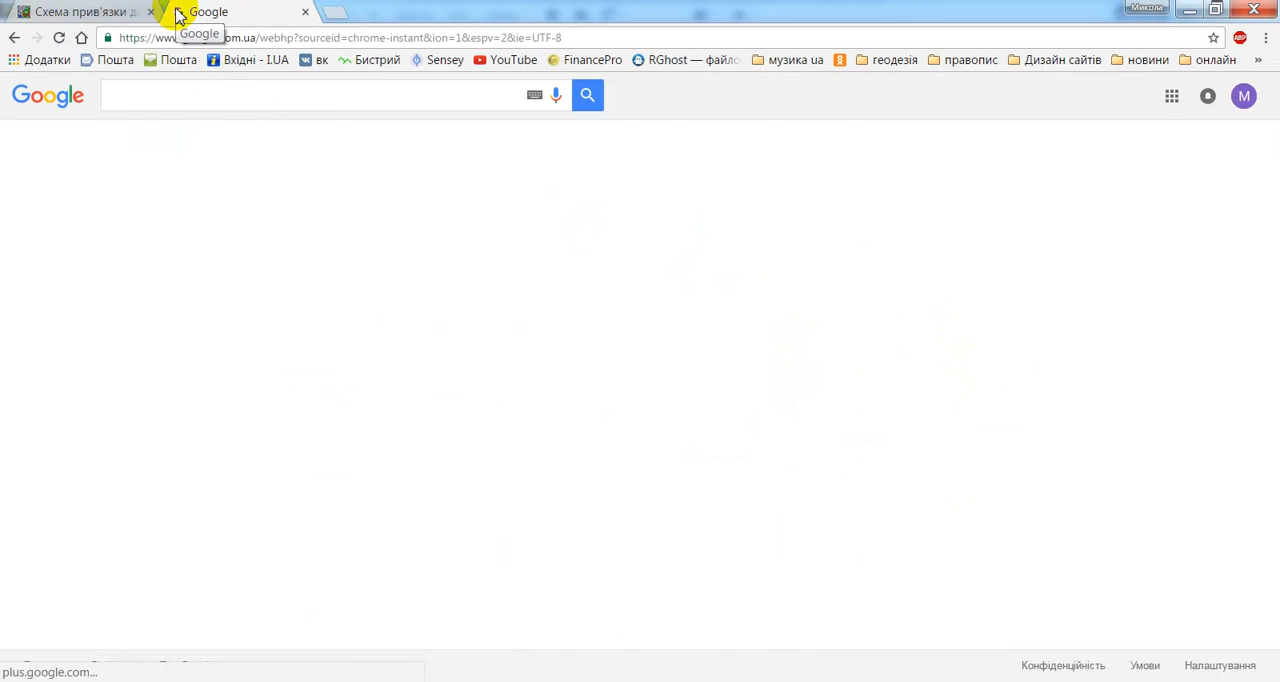 Схема прив'язки д
Google
Микола
Google
https://www. om.ua/webhp?sourceid=chrome-instant&ion=1&espv=2&ie=UTF-8
Додатки Пошта Пошта Вхідні - I.UA вк Бистрий Sensey YouTube FinancePro RGhost — файло музика ua геодезія правопис Дизайн сайтів новини онлайн »
Google
M
plus.google.com...
Конфіденційність Умови Налаштування